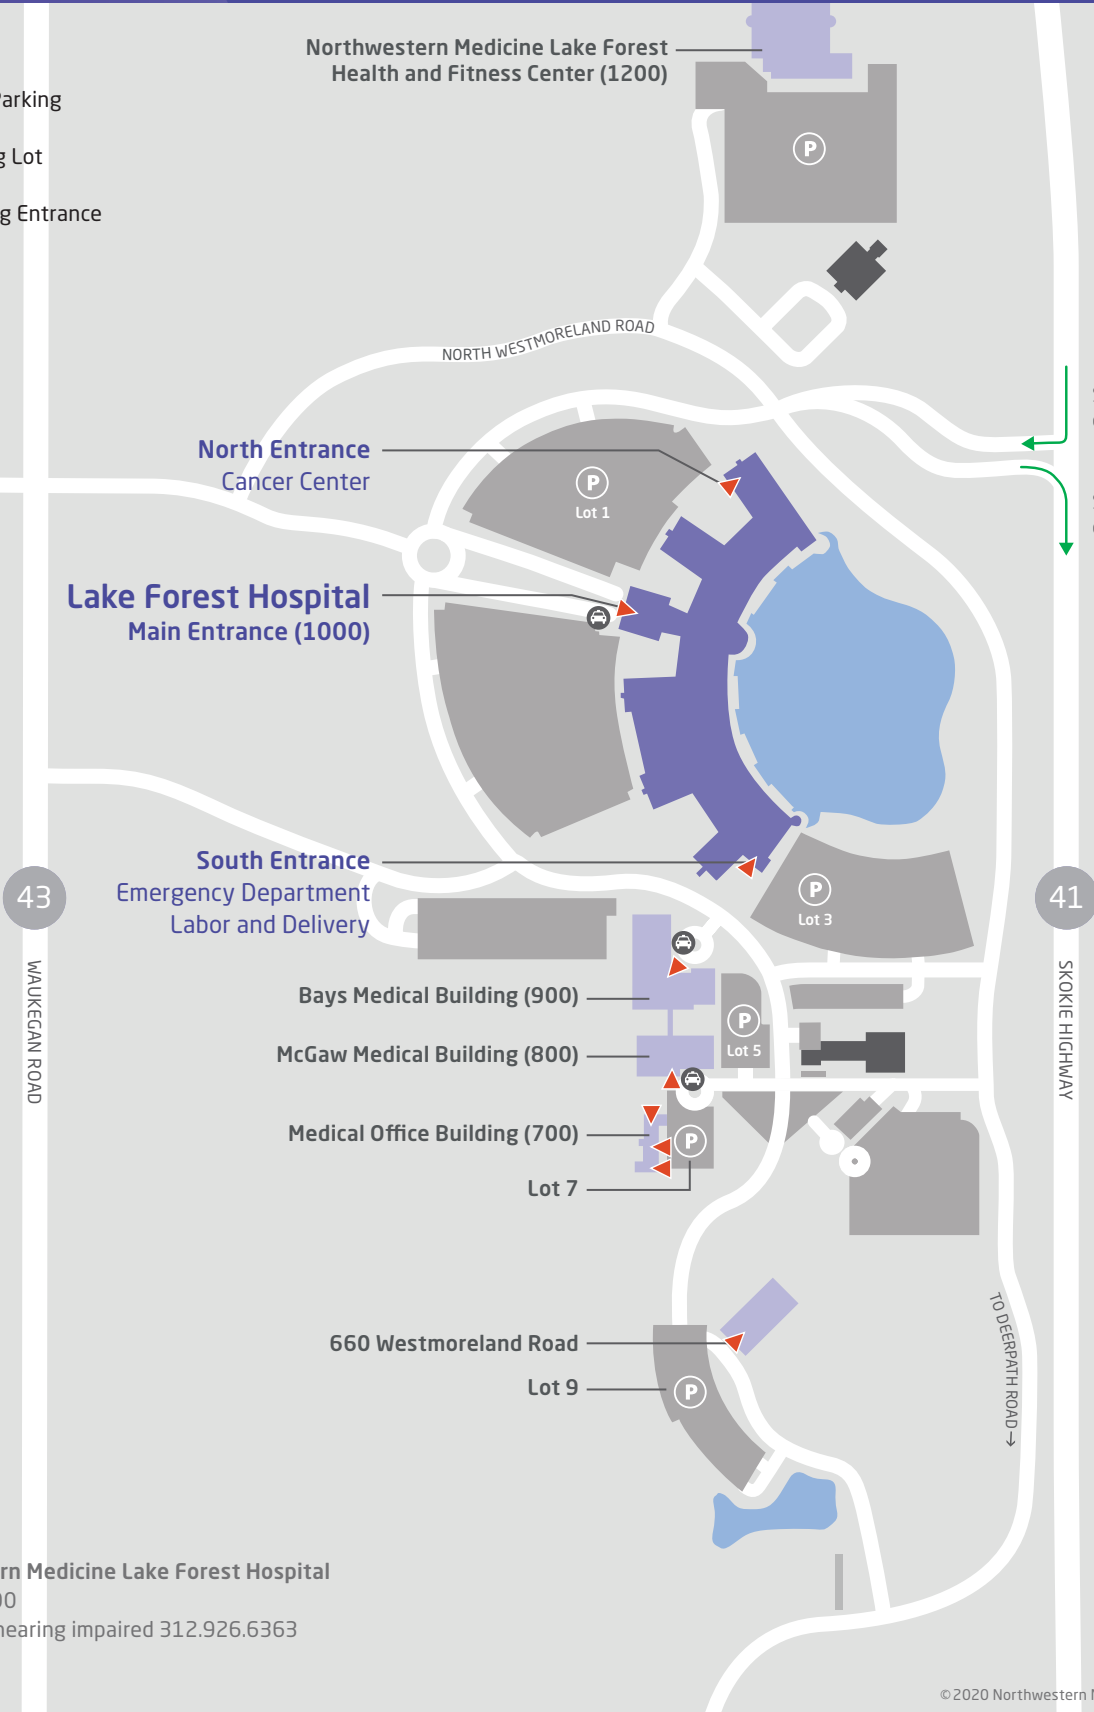 Northwestern Medicine Lake Forest
Health and Fitness Center (1200)
Parking
g Lot
g Entrance
P
NORTH WESTMORELAND ROAD
North Entrance
Cancer Center
P
Lot 1
Lake Forest Hospital
Main Entrance (1000)
South Entrance
Emergency Department
Labor and Delivery
P
Lot 3
43
41
WAUKEGAN ROAD
SKOKIE HIGHWAY
Bays Medical Building (900)
P
Lot 5
McGaw Medical Building (800)
Medical Office Building (700)
P
Lot 7
TO DEERPATH ROAD →
660 Westmoreland Road
Lot 9
P
rn Medicine Lake Forest Hospital
00
hearing impaired 312.926.6363
©2020 Northwestern